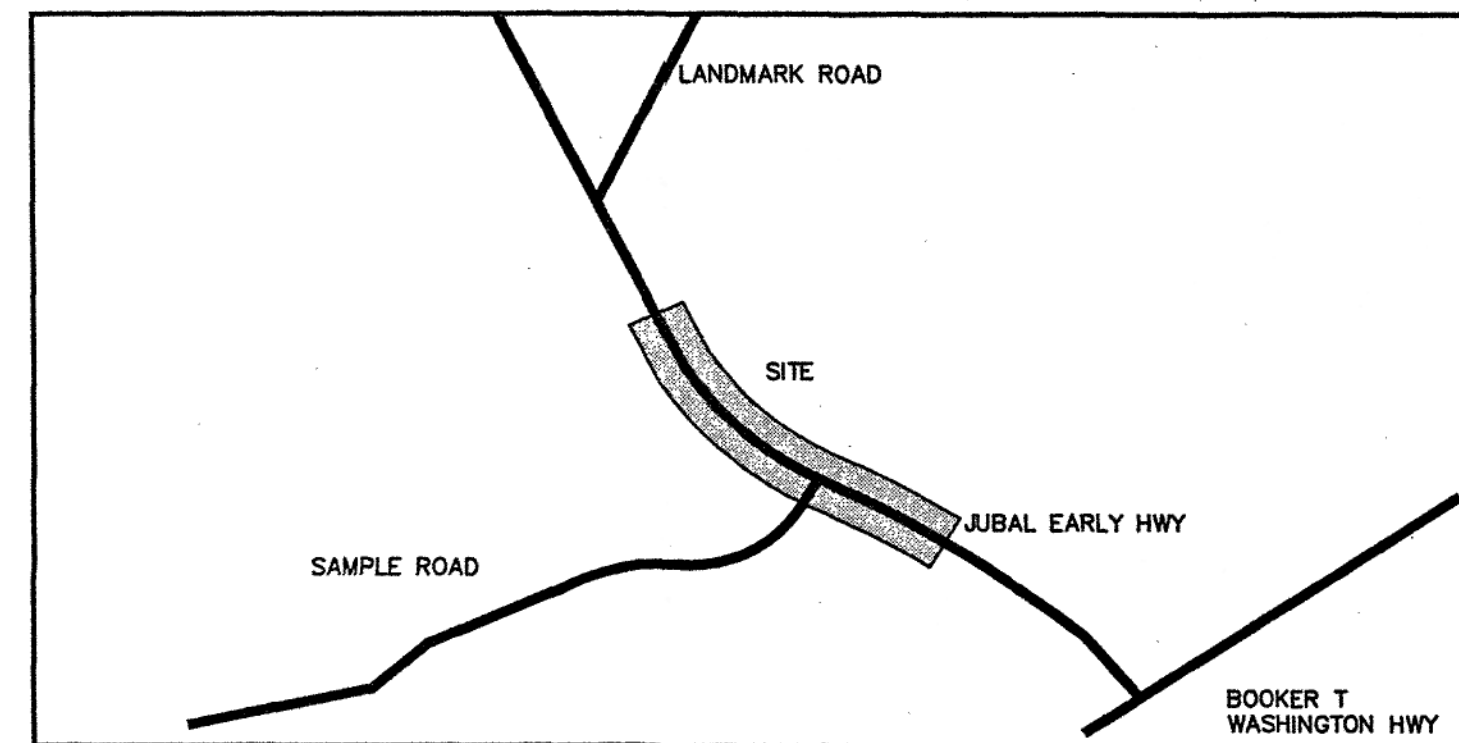 LANDMARK ROAD
SITE
JUBAL EARLY HWY
SAMPLE ROAD
BOOKER T
WASHINGTON HWY